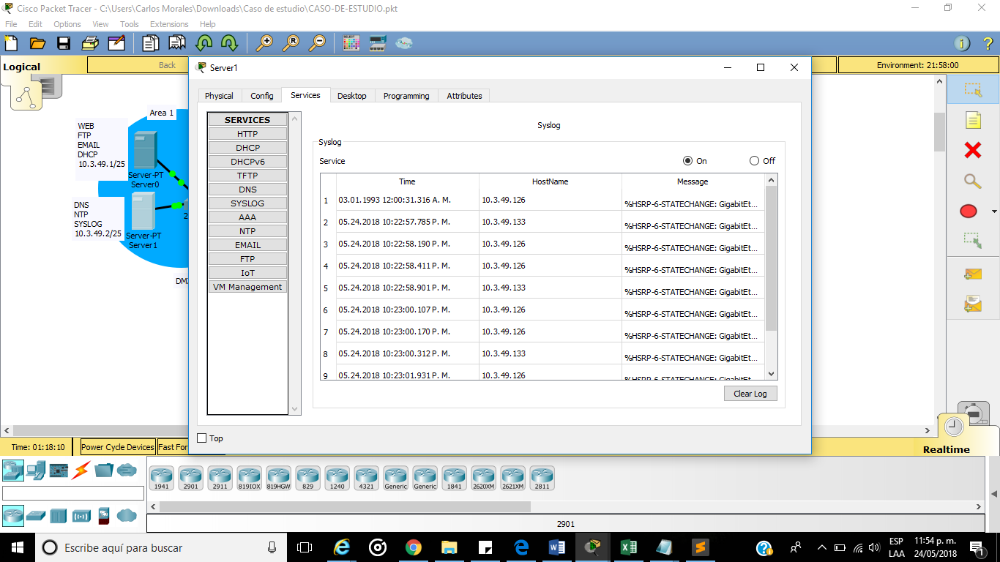 Cisco Packet Tracer - C:\Users\Carlos Morales\Downloads\Caso de estudio\CASO-DE-ESTUDIO.pkt
File Edit Options View Tools Extensions Help
Logical
Back
Environment: 21:58:00
Server1
Physical Config Services Desktop Programming Attributes
Area 1
WEB
FTP
EMAIL
DHCP
10.3.49.1/25
Server-PT
Server0
DNS
NTP
SYSLOG
10.3.49.2/25
Server-PT
Server1
2
DMZ
SERVICES
HTTP
DHCP
DHCPv6
TFTP
DNS
SYSLOG
AAA
NTP
EMAIL
FTP
IoT
VM Management
Syslog
Syslog
Service On Off
Time HostName Message
1 03.01.1993 12:00:31.316 A. M. 10.3.49.126 %HSRP-6-STATECHANGE: GigabitEt...
2 05.24.2018 10:22:57.785 P. M. 10.3.49.133 %HSRP-6-STATECHANGE: GigabitEt...
3 05.24.2018 10:22:58.190 P. M. 10.3.49.126 %HSRP-6-STATECHANGE: GigabitEt...
4 05.24.2018 10:22:58.411 P. M. 10.3.49.126 %HSRP-6-STATECHANGE: GigabitEt...
5 05.24.2018 10:22:58.901 P. M. 10.3.49.133 %HSRP-6-STATECHANGE: GigabitEt...
6 05.24.2018 10:23:00.107 P. M. 10.3.49.126 %HSRP-6-STATECHANGE: GigabitEt...
7 05.24.2018 10:23:00.170 P. M. 10.3.49.126 %HSRP-6-STATECHANGE: GigabitEt...
8 05.24.2018 10:23:00.312 P. M. 10.3.49.133 %HSRP-6-STATECHANGE: GigabitEt...
9 05.24.2018 10:23:01.931 P. M. 10.3.49.126 %HSRP-6-STATECHANGE: GigabitEt...
Clear Log
Top
Time: 01:18:10 Power Cycle Devices Fast For
Realtime
1941 2901 2911 819IOX 819HGW 829 1240 4321 Generic Generic 1841 2620XM 2621XM 2811
2901
Escribe aquí para buscar
ESP 11:54 p. m.
LAA 24/05/2018
1